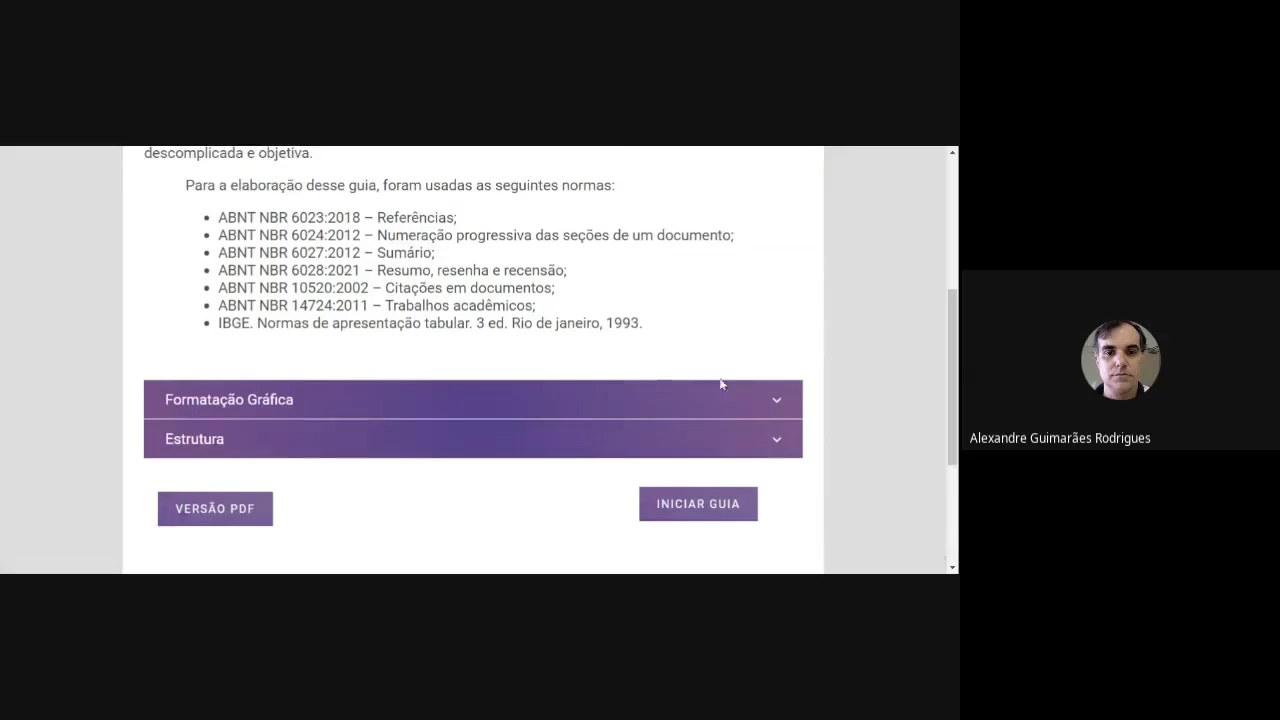 descomplicada e objetiva.
Para a elaboração desse guia, foram usadas as seguintes normas:
• ABNT NBR 6023:2018 – Referências;
• ABNT NBR 6024:2012 – Numeração progressiva das seções de um documento;
• ABNT NBR 6027:2012 – Sumário;
• ABNT NBR 6028:2021 – Resumo, resenha e recensão;
• ABNT NBR 10520:2002 – Citações em documentos;
• ABNT NBR 14724:2011 – Trabalhos acadêmicos;
• IBGE. Normas de apresentação tabular. 3 ed. Rio de janeiro, 1993.
Formatação Gráfica
Estrutura
VERSÃO PDF
INICIAR GUIA
Alexandre Guimarães Rodrigues